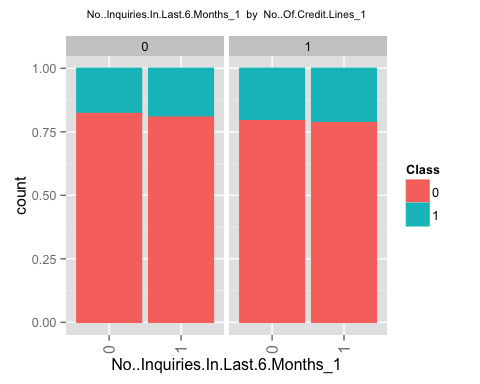 No..Inquiries.In.Last.6.Months_1 by No..Of.Credit.Lines_1
0 1
1.00
0.75
0.50
0.25
0.00
count
0 1 0 1
No..Inquiries.In.Last.6.Months_1
Class
0
1